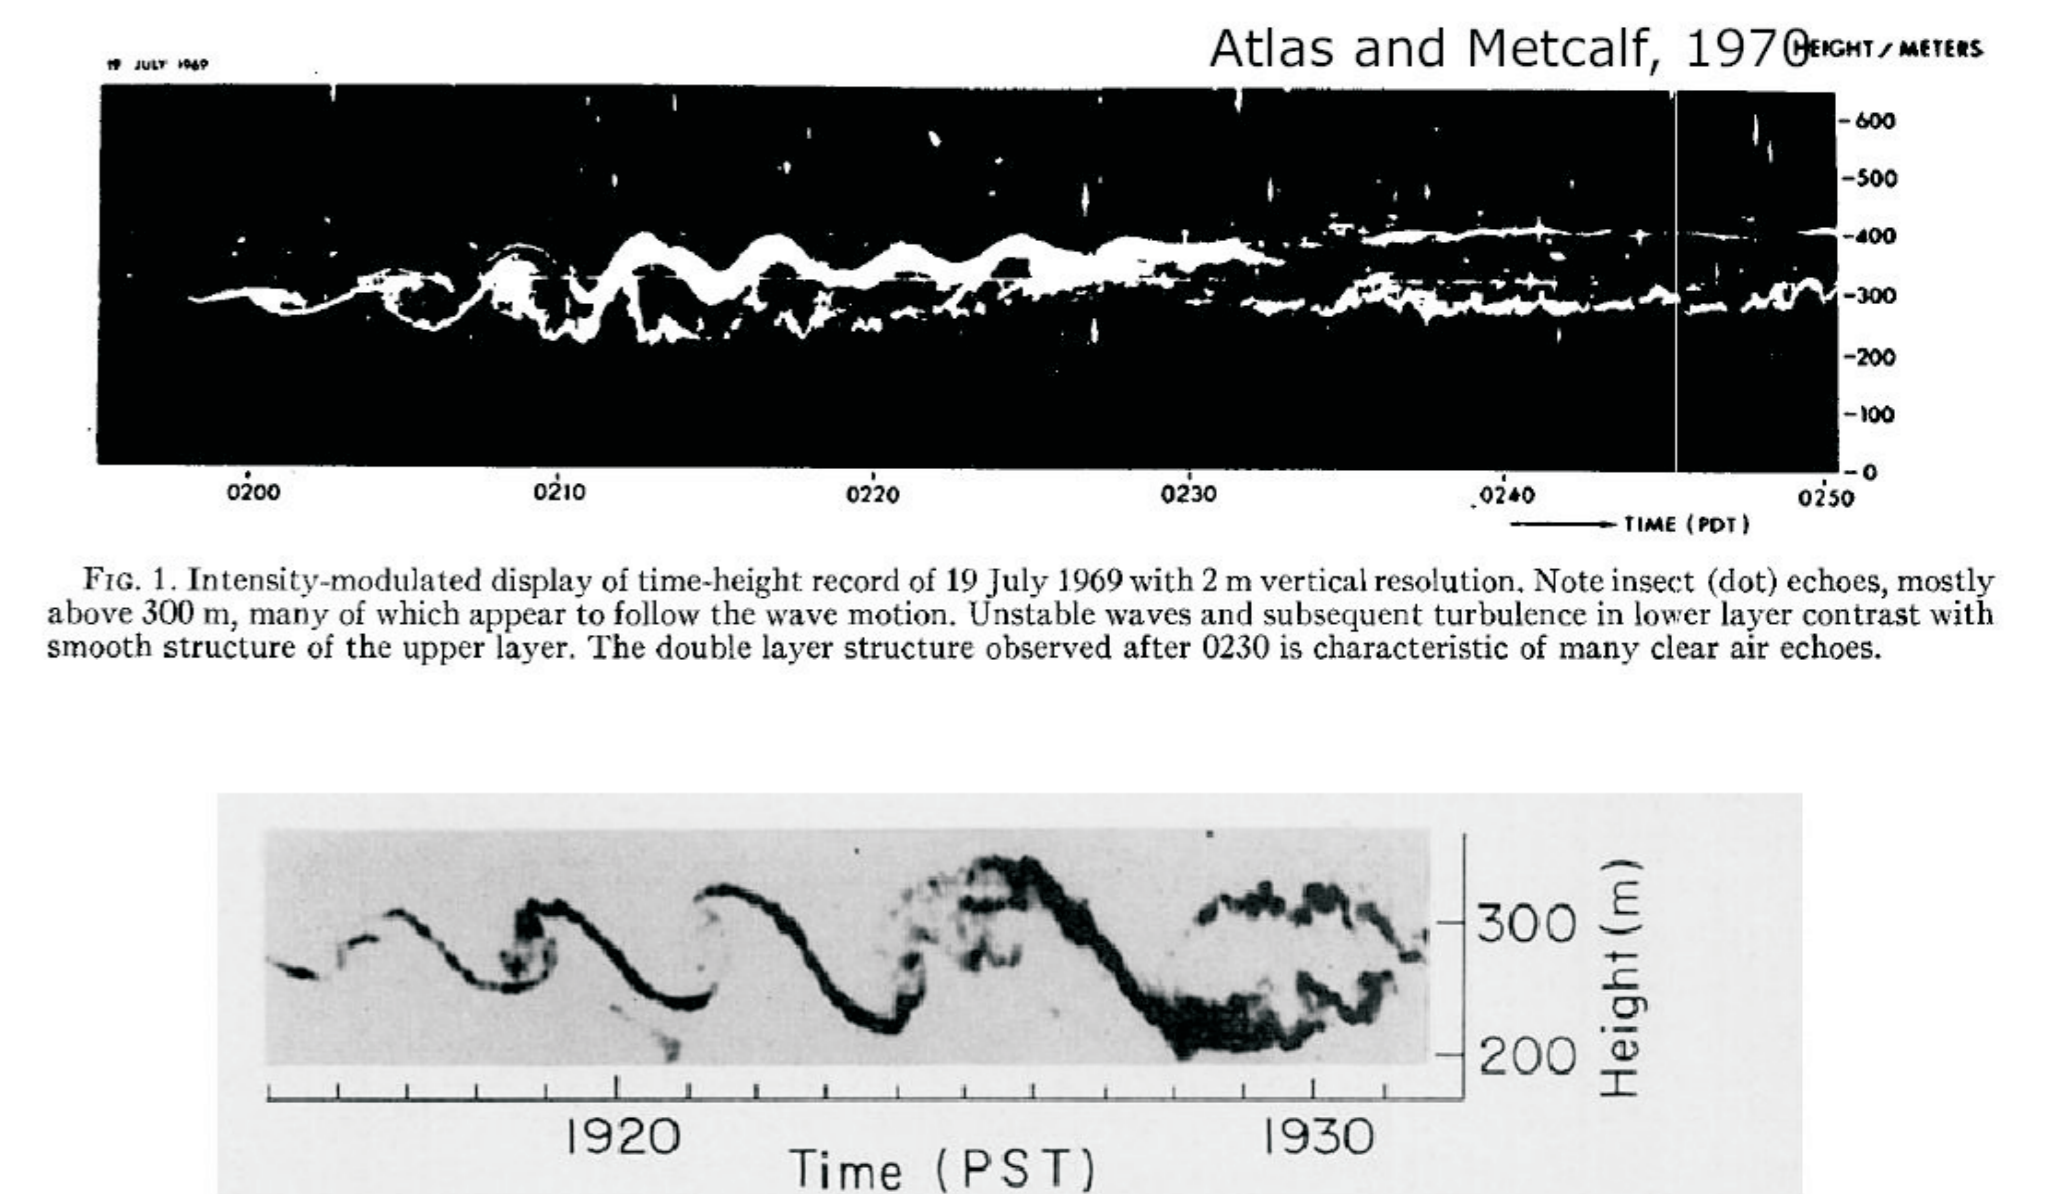 Atlas and Metcalf, 1970
HEIGHT / METERS
19 JULY 1969
-600
-500
-400
-300
-200
-100
-0
0200 0210 0220 0230 0240 0250
TIME (PDT)
FIG. 1. Intensity-modulated display of time-height record of 19 July 1969 with 2 m vertical resolution. Note insect (dot) echoes, mostly
above 300 m, many of which appear to follow the wave motion. Unstable waves and subsequent turbulence in lower layer contrast with
smooth structure of the upper layer. The double layer structure observed after 0230 is characteristic of many clear air echoes.
300
200
Height (m)
1920 1930
Time (PST)